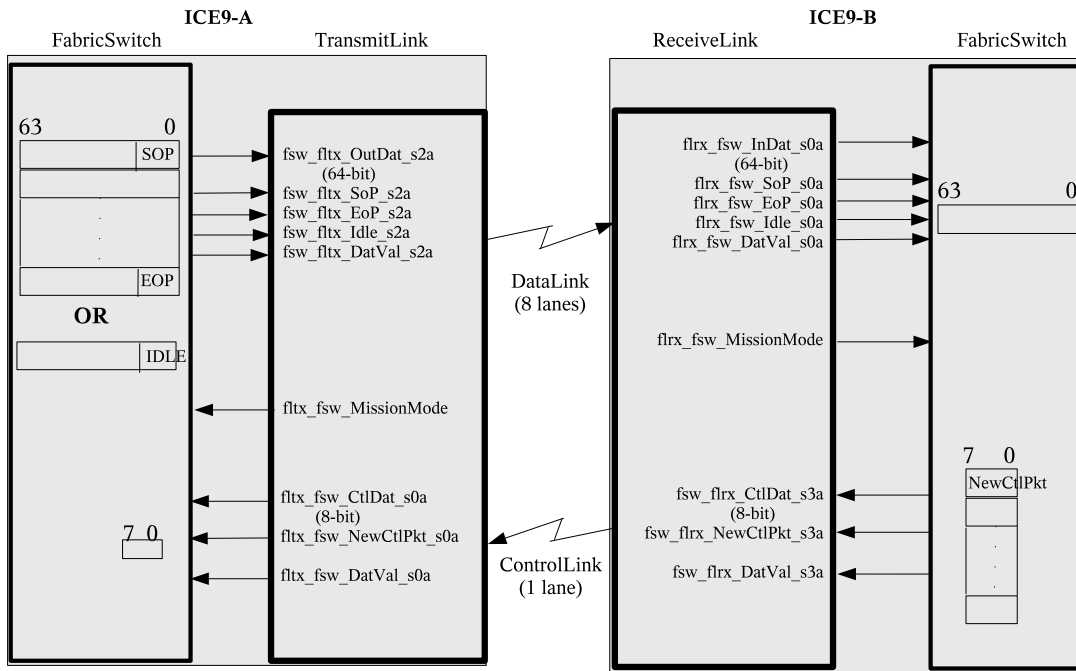 ICE9-A
ICE9-B
FabricSwitch
TransmitLink
ReceiveLink
FabricSwitch
63 0
SOP
EOP
OR
IDLE
7 0
fsw_fltx_OutDat_s2a
(64-bit)
fsw_fltx_SoP_s2a
fsw_fltx_EoP_s2a
fsw_fltx_Idle_s2a
fsw_fltx_DatVal_s2a
fltx_fsw_MissionMode
fltx_fsw_CtlDat_s0a
(8-bit)
fltx_fsw_NewCtlPkt_s0a
fltx_fsw_DatVal_s0a
DataLink
(8 lanes)
ControlLink
(1 lane)
flrx_fsw_InDat_s0a
(64-bit)
flrx_fsw_SoP_s0a
flrx_fsw_EoP_s0a
flrx_fsw_Idle_s0a
flrx_fsw_DatVal_s0a
flrx_fsw_MissionMode
fsw_flrx_CtlDat_s3a
(8-bit)
fsw_flrx_NewCtlPkt_s3a
fsw_flrx_DatVal_s3a
63 0
7 0
NewCtlPkt